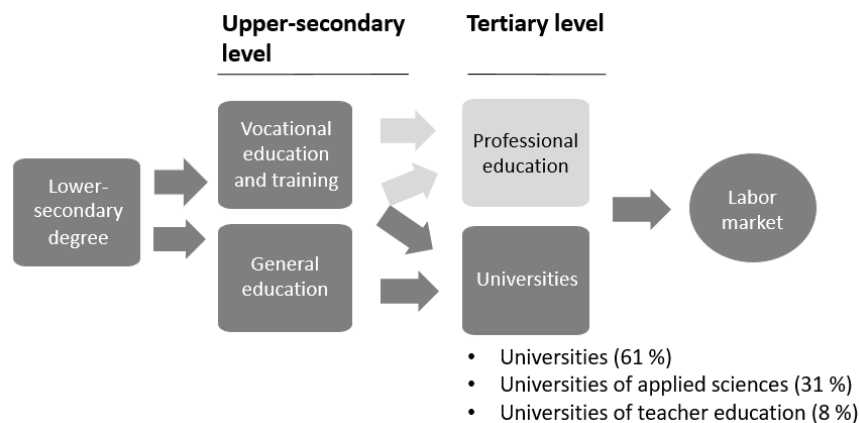 Upper-secondary
level
Tertiary level
Vocational
education
and training
Professional
education
Lower-
secondary
degree
Labor
market
General
education
Universities
• Universities (61 %)
• Universities of applied sciences (31 %)
• Universities of teacher education (8 %)